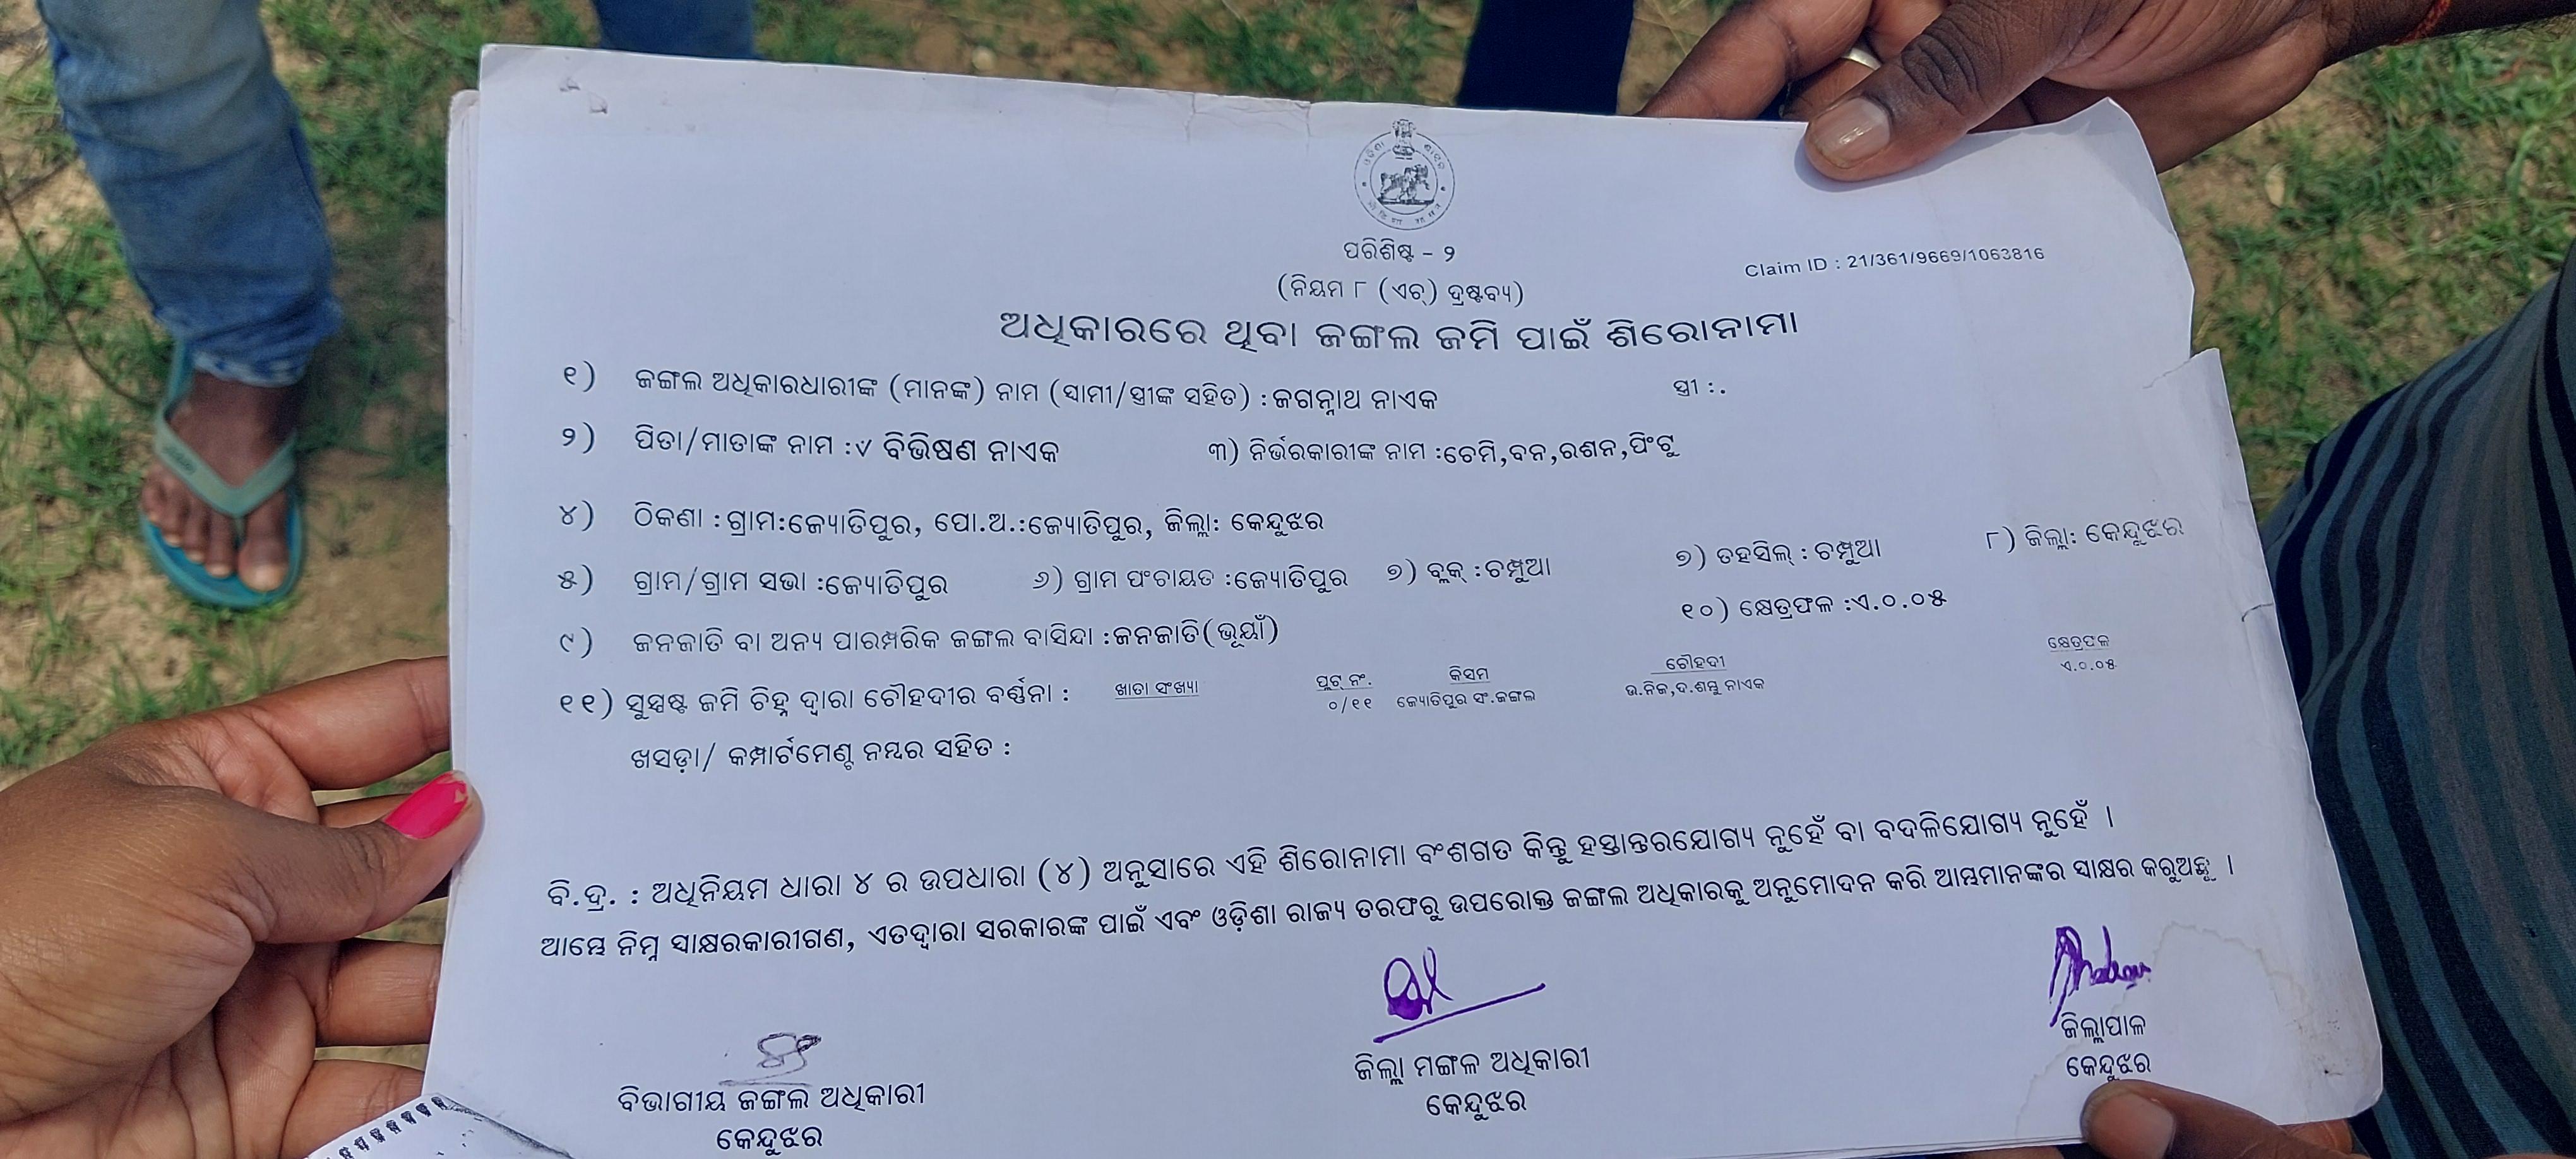 ପରିଶିଷ୍ଟ - ୨
Claim ID : 21/361/9669/1063816
(ନିୟମ ୮ (ଏଚ୍) ଦ୍ରଷ୍ଟବ୍ୟ)
ଅଧିକାରରେ ଥିବା ଜଙ୍ଗଲ ଜମି ପାଇଁ ଶିରୋନାମା
୧) ଜଙ୍ଗଲ ଅଧିକାରଧାରୀଙ୍କ (ମାନଙ୍କ) ନାମ (ସ୍ୱାମୀ/ସ୍ତ୍ରୀଙ୍କ ସହିତ) :ଜଗନ୍ନାଥ ନାଏକ ସ୍ତ୍ରୀ :.
୨) ପିତା/ମାତାଙ୍କ ନାମ :✓ ବିଭିଷଣ ନାଏକ ୩) ନିର୍ଭରକାରୀଙ୍କ ନାମ :ଚେମି,ବନ,ରଶନ,ପିଂଟୁ
୪) ଠିକଣା : ଗ୍ରାମ:ଜ୍ୟୋତିପୁର, ପୋ.ଅ.:ଜ୍ୟୋତିପୁର, ଜିଲ୍ଲା: କେନ୍ଦୁଝର
୫) ଗ୍ରାମ/ଗ୍ରାମ ସଭା :ଜ୍ୟୋତିପୁର ୬) ଗ୍ରାମ ପଂଚାୟତ :ଜ୍ୟୋତିପୁର ୭) ବ୍ଲକ୍ :ଚମ୍ପୁଆ ୭) ତହସିଲ୍ : ଚମ୍ପୁଆ ୮) ଜିଲ୍ଲା: କେନ୍ଦୁଝର
୯) ଜନଜାତି ବା ଅନ୍ୟ ପାରମ୍ପରିକ ଜଙ୍ଗଲ ବାସିନ୍ଦା :ଜନଜାତି(ଭୂୟାଁ) ୧୦) କ୍ଷେତ୍ରଫଳ :ଏ.୦.୦୫
୧୧) ସୁସ୍ପଷ୍ଟ ଜମି ଚିହ୍ନ ଦ୍ୱାରା ଚୌହଦୀର ବର୍ଣ୍ଣନା : ଖାତା ସଂଖ୍ୟା ପ୍ଲଟ୍ ନଂ. କିସମ ଚୌହଦୀ କ୍ଷେତ୍ରଫଳ
୦/୧୧ ଜ୍ୟୋତିପୁର ସଂ.ଜଙ୍ଗଲ ଉ.ନିଜ,ଦ.ଶମ୍ଭୁ ନାଏକ ଏ.୦.୦୫
ଖସଡ଼ା/ କମ୍ପାର୍ଟମେଣ୍ଟ ନମ୍ବର ସହିତ :
ବି.ଦ୍ର. : ଅଧିନିୟମ ଧାରା ୪ ର ଉପଧାରା (୪) ଅନୁସାରେ ଏହି ଶିରୋନାମା ବଂଶଗତ କିନ୍ତୁ ହସ୍ତାନ୍ତରଯୋଗ୍ୟ ନୁହେଁ ବା ବଦଳିଯୋଗ୍ୟ ନୁହେଁ ।
ଆମ୍ଭେ ନିମ୍ନ ସାକ୍ଷରକାରୀଗଣ, ଏତଦ୍ୱାରା ସରକାରଙ୍କ ପାଇଁ ଏବଂ ଓଡ଼ିଶା ରାଜ୍ୟ ତରଫରୁ ଉପରୋକ୍ତ ଜଙ୍ଗଲ ଅଧିକାରକୁ ଅନୁମୋଦନ କରି ଆମ୍ଭମାନଙ୍କର ସାକ୍ଷର କରୁଅଛୁ ।
ବିଭାଗୀୟ ଜଙ୍ଗଲ ଅଧିକାରୀ ଜିଲ୍ଲା ମଙ୍ଗଳ ଅଧିକାରୀ ଜିଲ୍ଲାପାଳ
କେନ୍ଦୁଝର କେନ୍ଦୁଝର କେନ୍ଦୁଝର